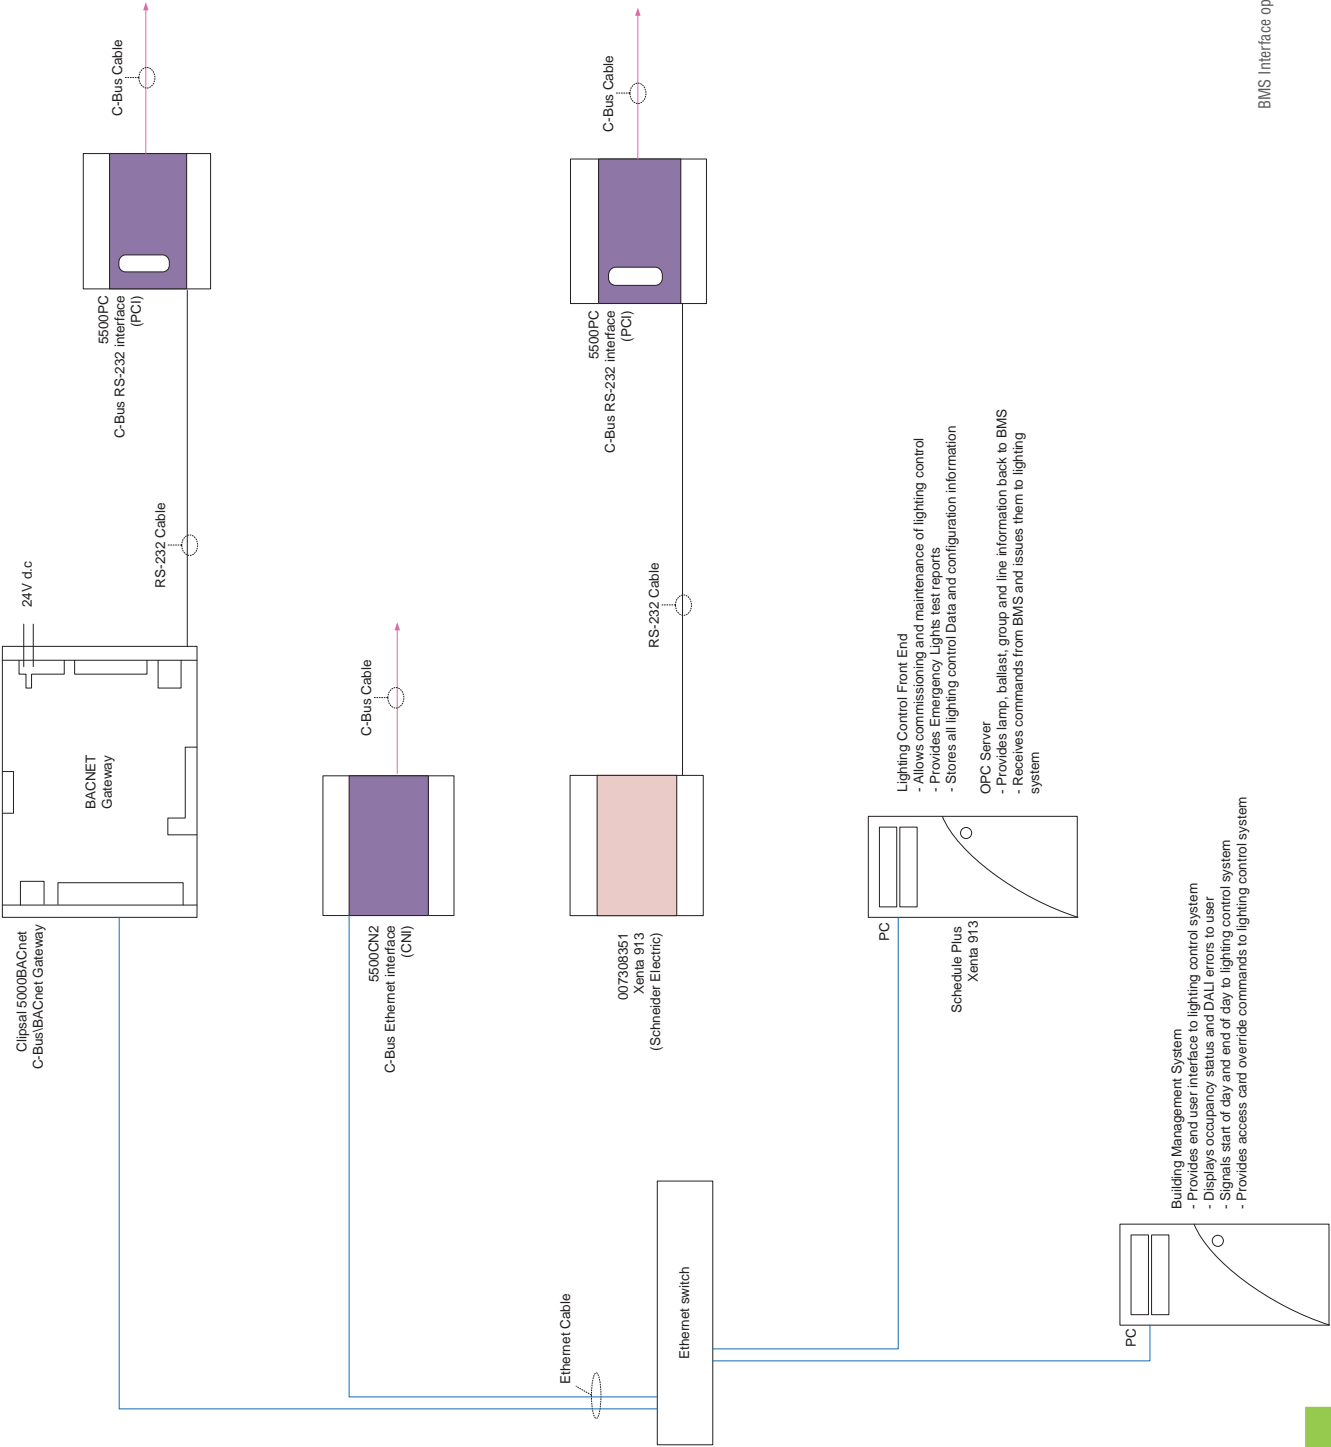 BMS Interface op
C-Bus Cable
C-Bus Cable
5500PC
C-Bus RS-232 interface
(PCI)
5500PC
C-Bus RS-232 interface
(PCI)
24V d.c
RS-232 Cable
RS-232 Cable
C-Bus Cable
BACNET
Gateway
Clipsal 5000BACnet
C-Bus\BACnet Gateway
5500CN2
C-Bus Ethernet interface
(CNI)
007308351
Xenta 913
(Schneider Electric)
Lighting Control Front End
- Allows commissioning and maintenance of lighting control
- Provides Emergency Lights test reports
- Stores all lighting control Data and configuration information
OPC Server
- Provides lamp, ballast, group and line information back to BMS
- Receives commands from BMS and issues them to lighting
system
PC
Schedule Plus
Xenta 913
Building Management System
- Provides end user interface to lighting control system
- Displays occupancy status and DALI errors to user
- Signals start of day and end of day to lighting control system
- Provides access card override commands to lighting control system
PC
Ethernet Cable
Ethernet switch